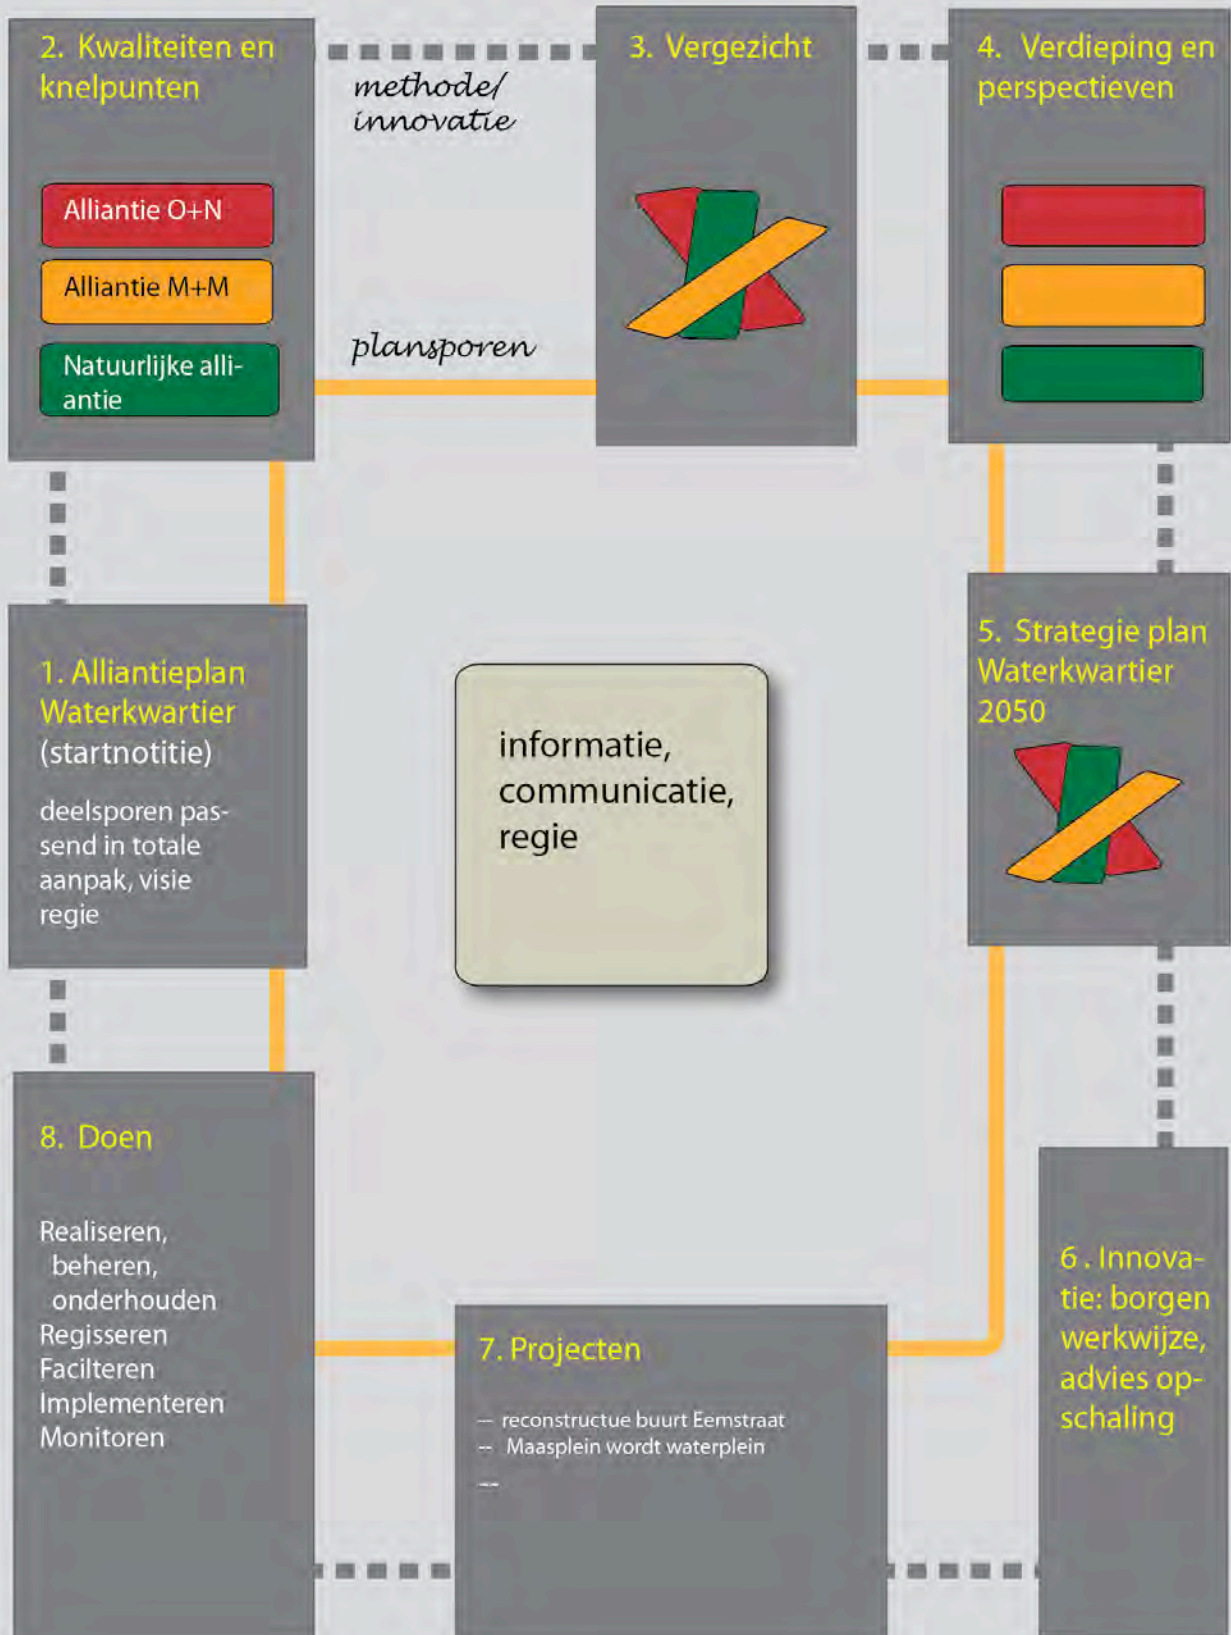 2. Kwaliteiten en
knelpunten
Alliantie O+N
Alliantie M+M
Natuurlijke alli-
antie
methode/
innovatie
plansporen
3. Vergezicht
4. Verdieping en
perspectieven
1. Alliantieplan
Waterkwartier
(startnotitie)
deelsporen pas-
send in totale
aanpak, visie
regie
informatie,
communicatie,
regie
5. Strategie plan
Waterkwartier
2050
8. Doen
Realiseren,
beheren,
onderhouden
Regisseren
Facilteren
Implementeren
Monitoren
7. Projecten
-- reconstructue buurt Eemstraat
-- Maasplein wordt waterplein
---
6 . Innova-
tie: borgen
werkwijze,
advies op-
schaling